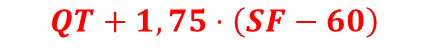 QT + 1,75 · (SF − 60)